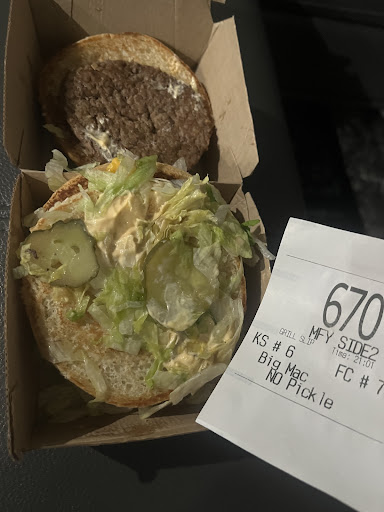 670
GRILL SLIP MFY SIDE2
Time: 21:01
KS # 6 FC # 7
Big Mac
NO Pickle